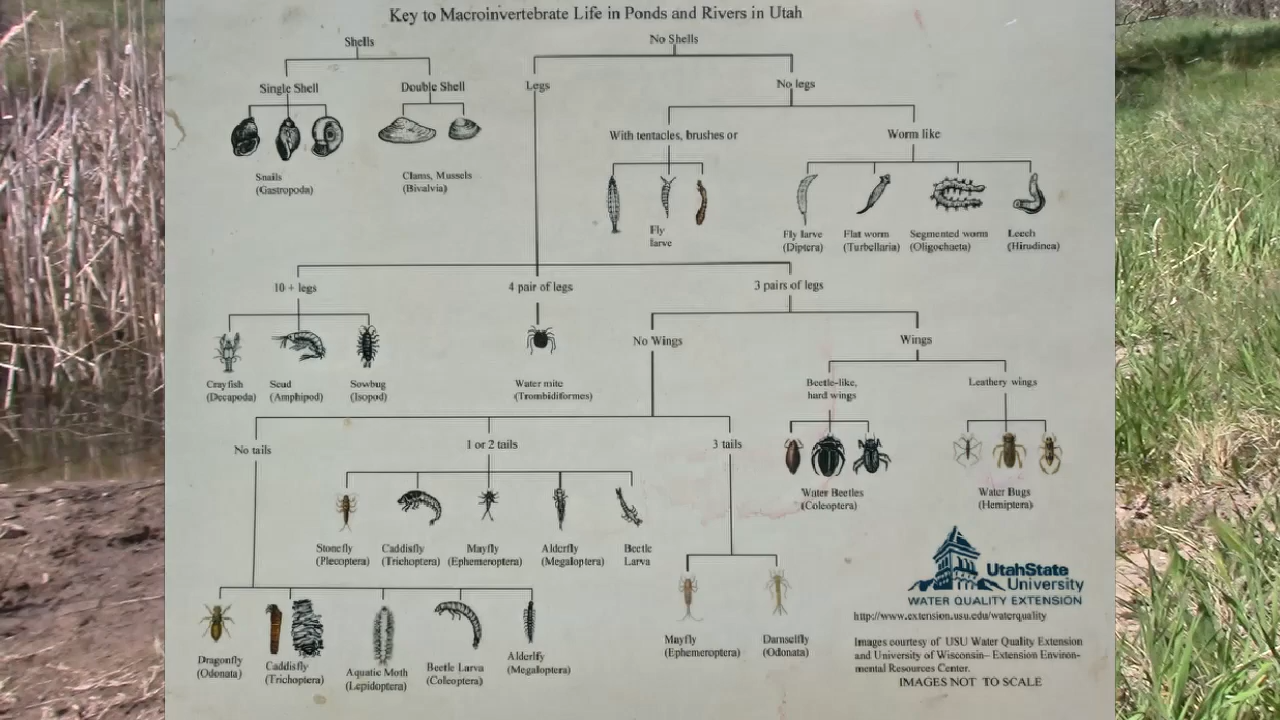 Key to Macroinvertebrate Life in Ponds and Rivers in Utah
Shells
No Shells
Single Shell
Double Shell
Legs
No legs
With tentacles, brushes or
Worm like
Snails
(Gastropoda)
Clams, Mussels
(Bivalvia)
Fly
larve
Fly larve
(Diptera)
Flat worm
(Turbellaria)
Segmented worm
(Oligochaeta)
Leech
(Hirudinea)
10 + legs
4 pair of legs
3 pairs of legs
No Wings
Wings
Crayfish
(Decapoda)
Scud
(Amphipod)
Sowbug
(Isopod)
Water mite
(Trombidiformes)
Beetle-like,
hard wings
Leathery wings
No tails
1 or 2 tails
3 tails
Water Beetles
(Coleoptera)
Water Bugs
(Hemiptera)
Stonefly
(Plecoptera)
Caddisfly
(Trichoptera)
Mayfly
(Ephemeroptera)
Alderfly
(Megaloptera)
Beetle
Larva
Mayfly
(Ephemeroptera)
Damselfly
(Odonata)
Dragonfly
(Odonata)
Caddisfly
(Trichoptera)
Aquatic Moth
(Lepidoptera)
Beetle Larva
(Coleoptera)
Alderlfy
(Megaloptera)
UtahState
University
WATER QUALITY EXTENSION
http://www.extension.usu.edu/waterquality
Images courtesy of USU Water Quality Extension
and University of Wisconsin– Extension Environ-
mental Resources Center.
IMAGES NOT TO SCALE